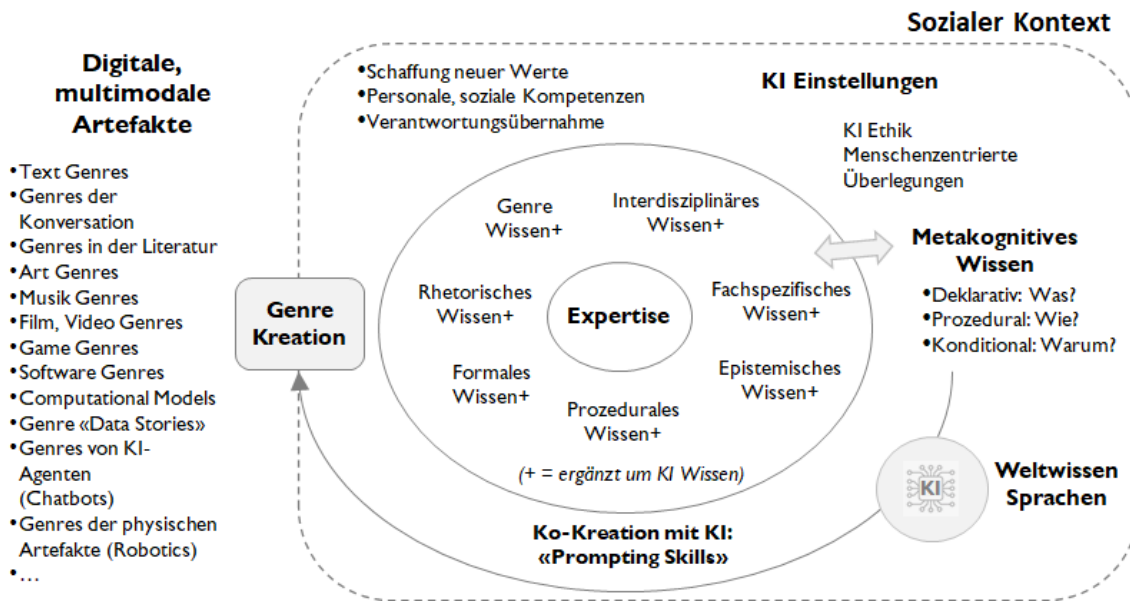 Sozialer Kontext
Digitale,
multimodale
Artefakte
•Text Genres
•Genres der
Konversation
•Genres in der Literatur
•Art Genres
•Musik Genres
•Film, Video Genres
•Game Genres
•Software Genres
•Computational Models
•Genre «Data Stories»
•Genres von KI-
Agenten
(Chatbots)
•Genres der physischen
Artefakte (Robotics)
•…
•Schaffung neuer Werte
•Personale, soziale Kompetenzen
•Verantwortungsübernahme
KI Einstellungen
KI Ethik
Menschenzentrierte
Überlegungen
Genre
Wissen+
Interdisziplinäres
Wissen+
Rhetorisches
Wissen+
Expertise
Fachspezifisches
Wissen+
Formales
Wissen+
Prozedurales
Wissen+
Epistemisches
Wissen+
(+ = ergänzt um KI Wissen)
Genre
Kreation
Metakognitives
Wissen
•Deklarativ: Was?
•Prozedural: Wie?
•Konditional: Warum?
KI
Weltwissen
Sprachen
Ko-Kreation mit KI:
«Prompting Skills»